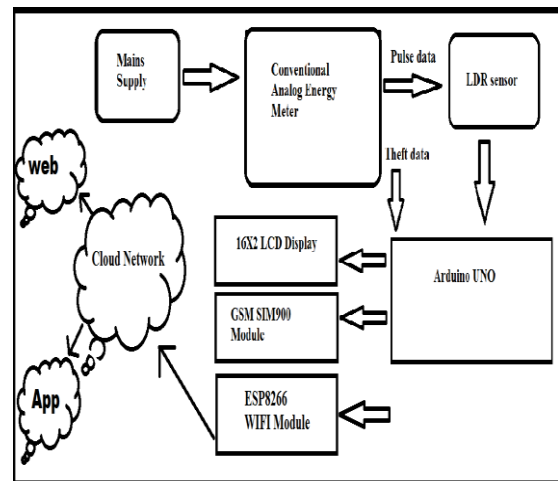 Mains
Supply
Conventional
Analog Energy
Meter
Pulse data
LDR sensor
Theft data
web
Cloud Network
16X2 LCD Display
Arduino UNO
GSM SIM900
Module
App
ESP8266
WIFI Module